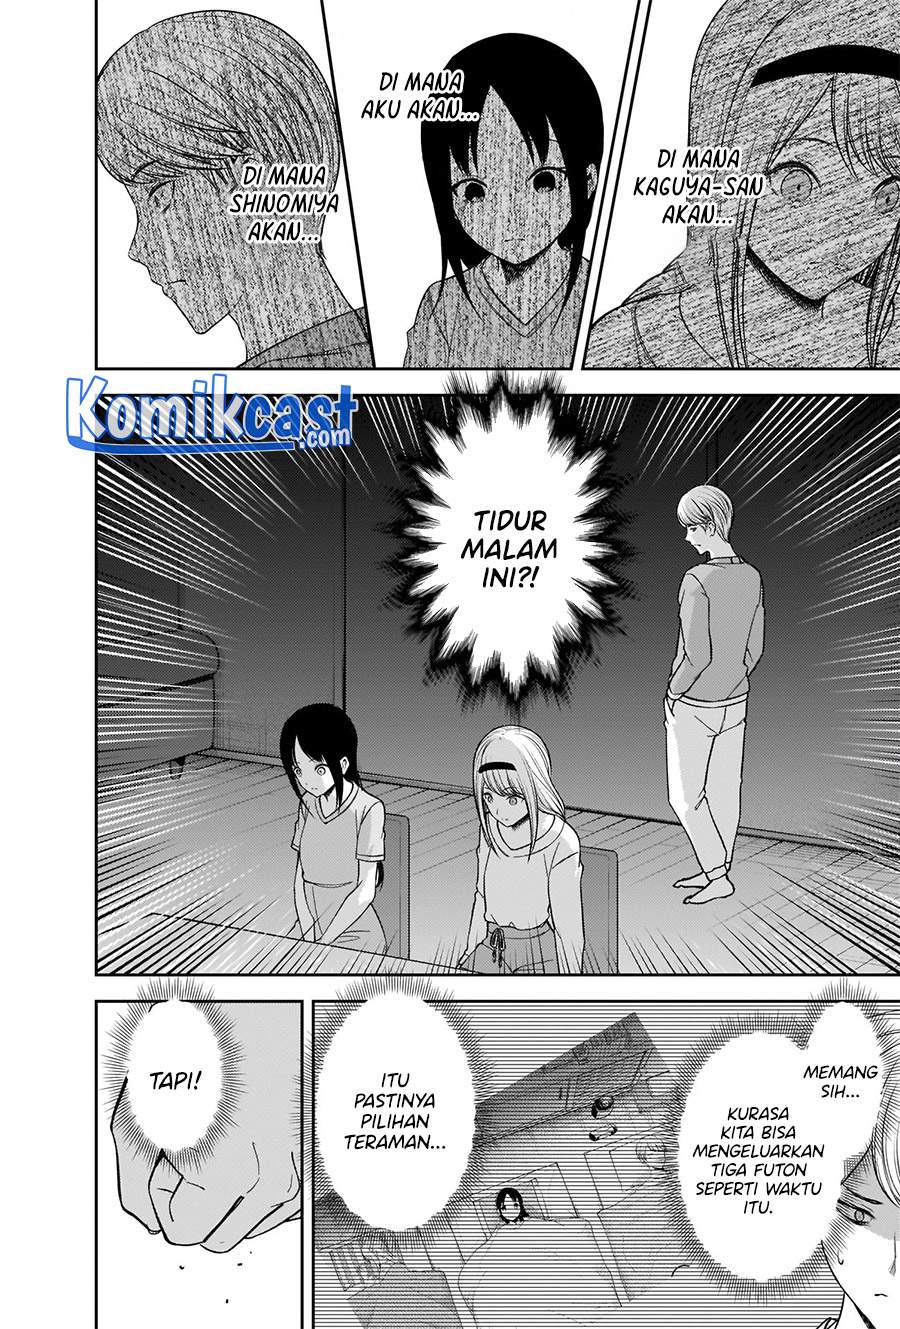 DI MANA
KAGUYA-SAN
AKAN...
DI MANA
AKU AKAN...
DI MANA
SHINOMIYA
AKAN...
Komikcast
.com
TIDUR
MALAM
INI?!
MEMANG
SIH...
KURASA
KITA BISA
MENGELUARKAN
TIGA FUTON
SEPERTI WAKTU
ITU.
ITU
PASTINYA
PILIHAN
TERAMAN...
TAPI!